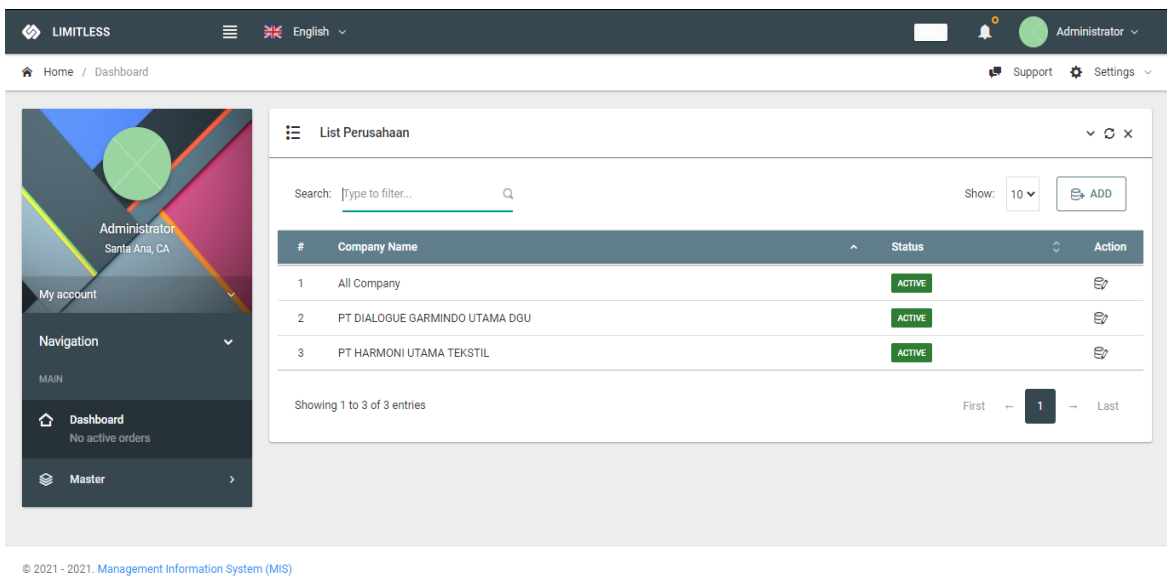 LIMITLESS English Administrator
Home / Dashboard Support Settings
Administrator
Santa Ana, CA
My account
Navigation
MAIN
Dashboard
No active orders
Master
List Perusahaan
Search: Type to filter... Show: 10 ADD
# Company Name Status Action
1 All Company ACTIVE
2 PT DIALOGUE GARMINDO UTAMA DGU ACTIVE
3 PT HARMONI UTAMA TEKSTIL ACTIVE
Showing 1 to 3 of 3 entries First ← 1 → Last
© 2021 - 2021. Management Information System (MIS)